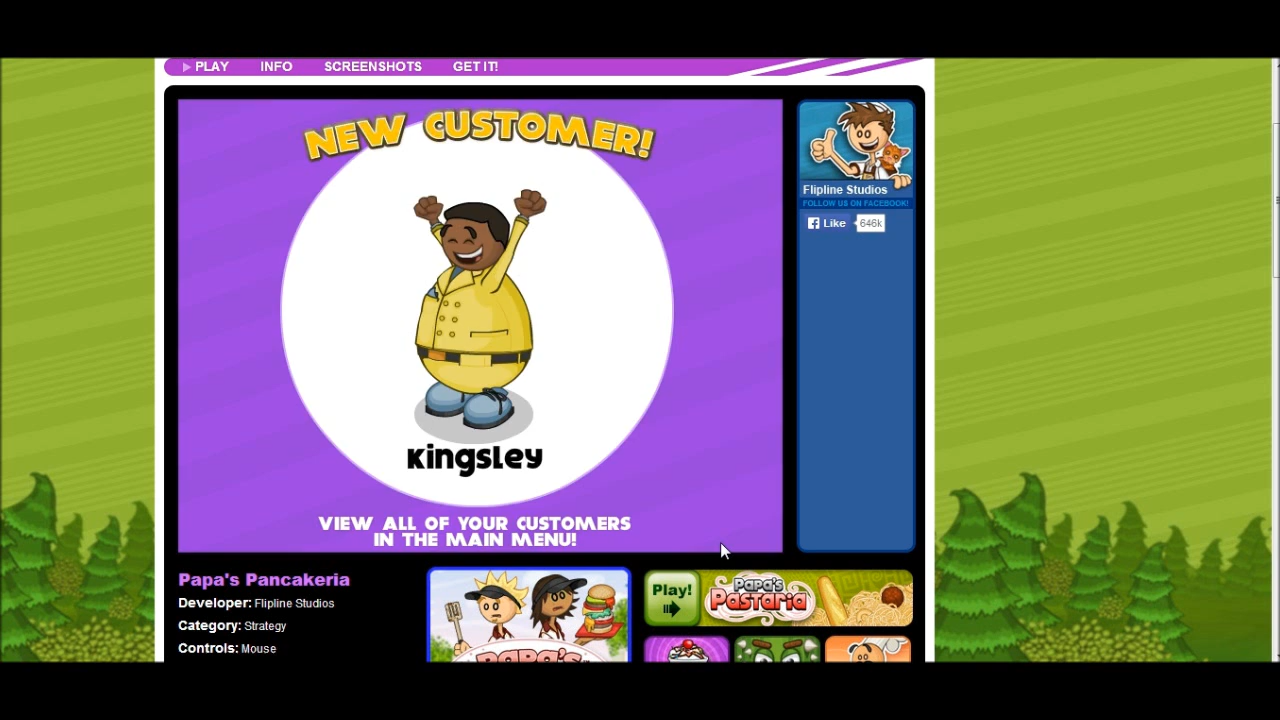 PLAY INFO SCREENSHOTS GET IT!
NEW CUSTOMER!
Kingsley
VIEW ALL OF YOUR CUSTOMERS
IN THE MAIN MENU!
Flipline Studios
FOLLOW US ON FACEBOOK!
Like 646k
Papa's Pancakeria
Developer: Flipline Studios
Category: Strategy
Controls: Mouse
PAPA'S
Play!
PAPA'S
PASTARIA